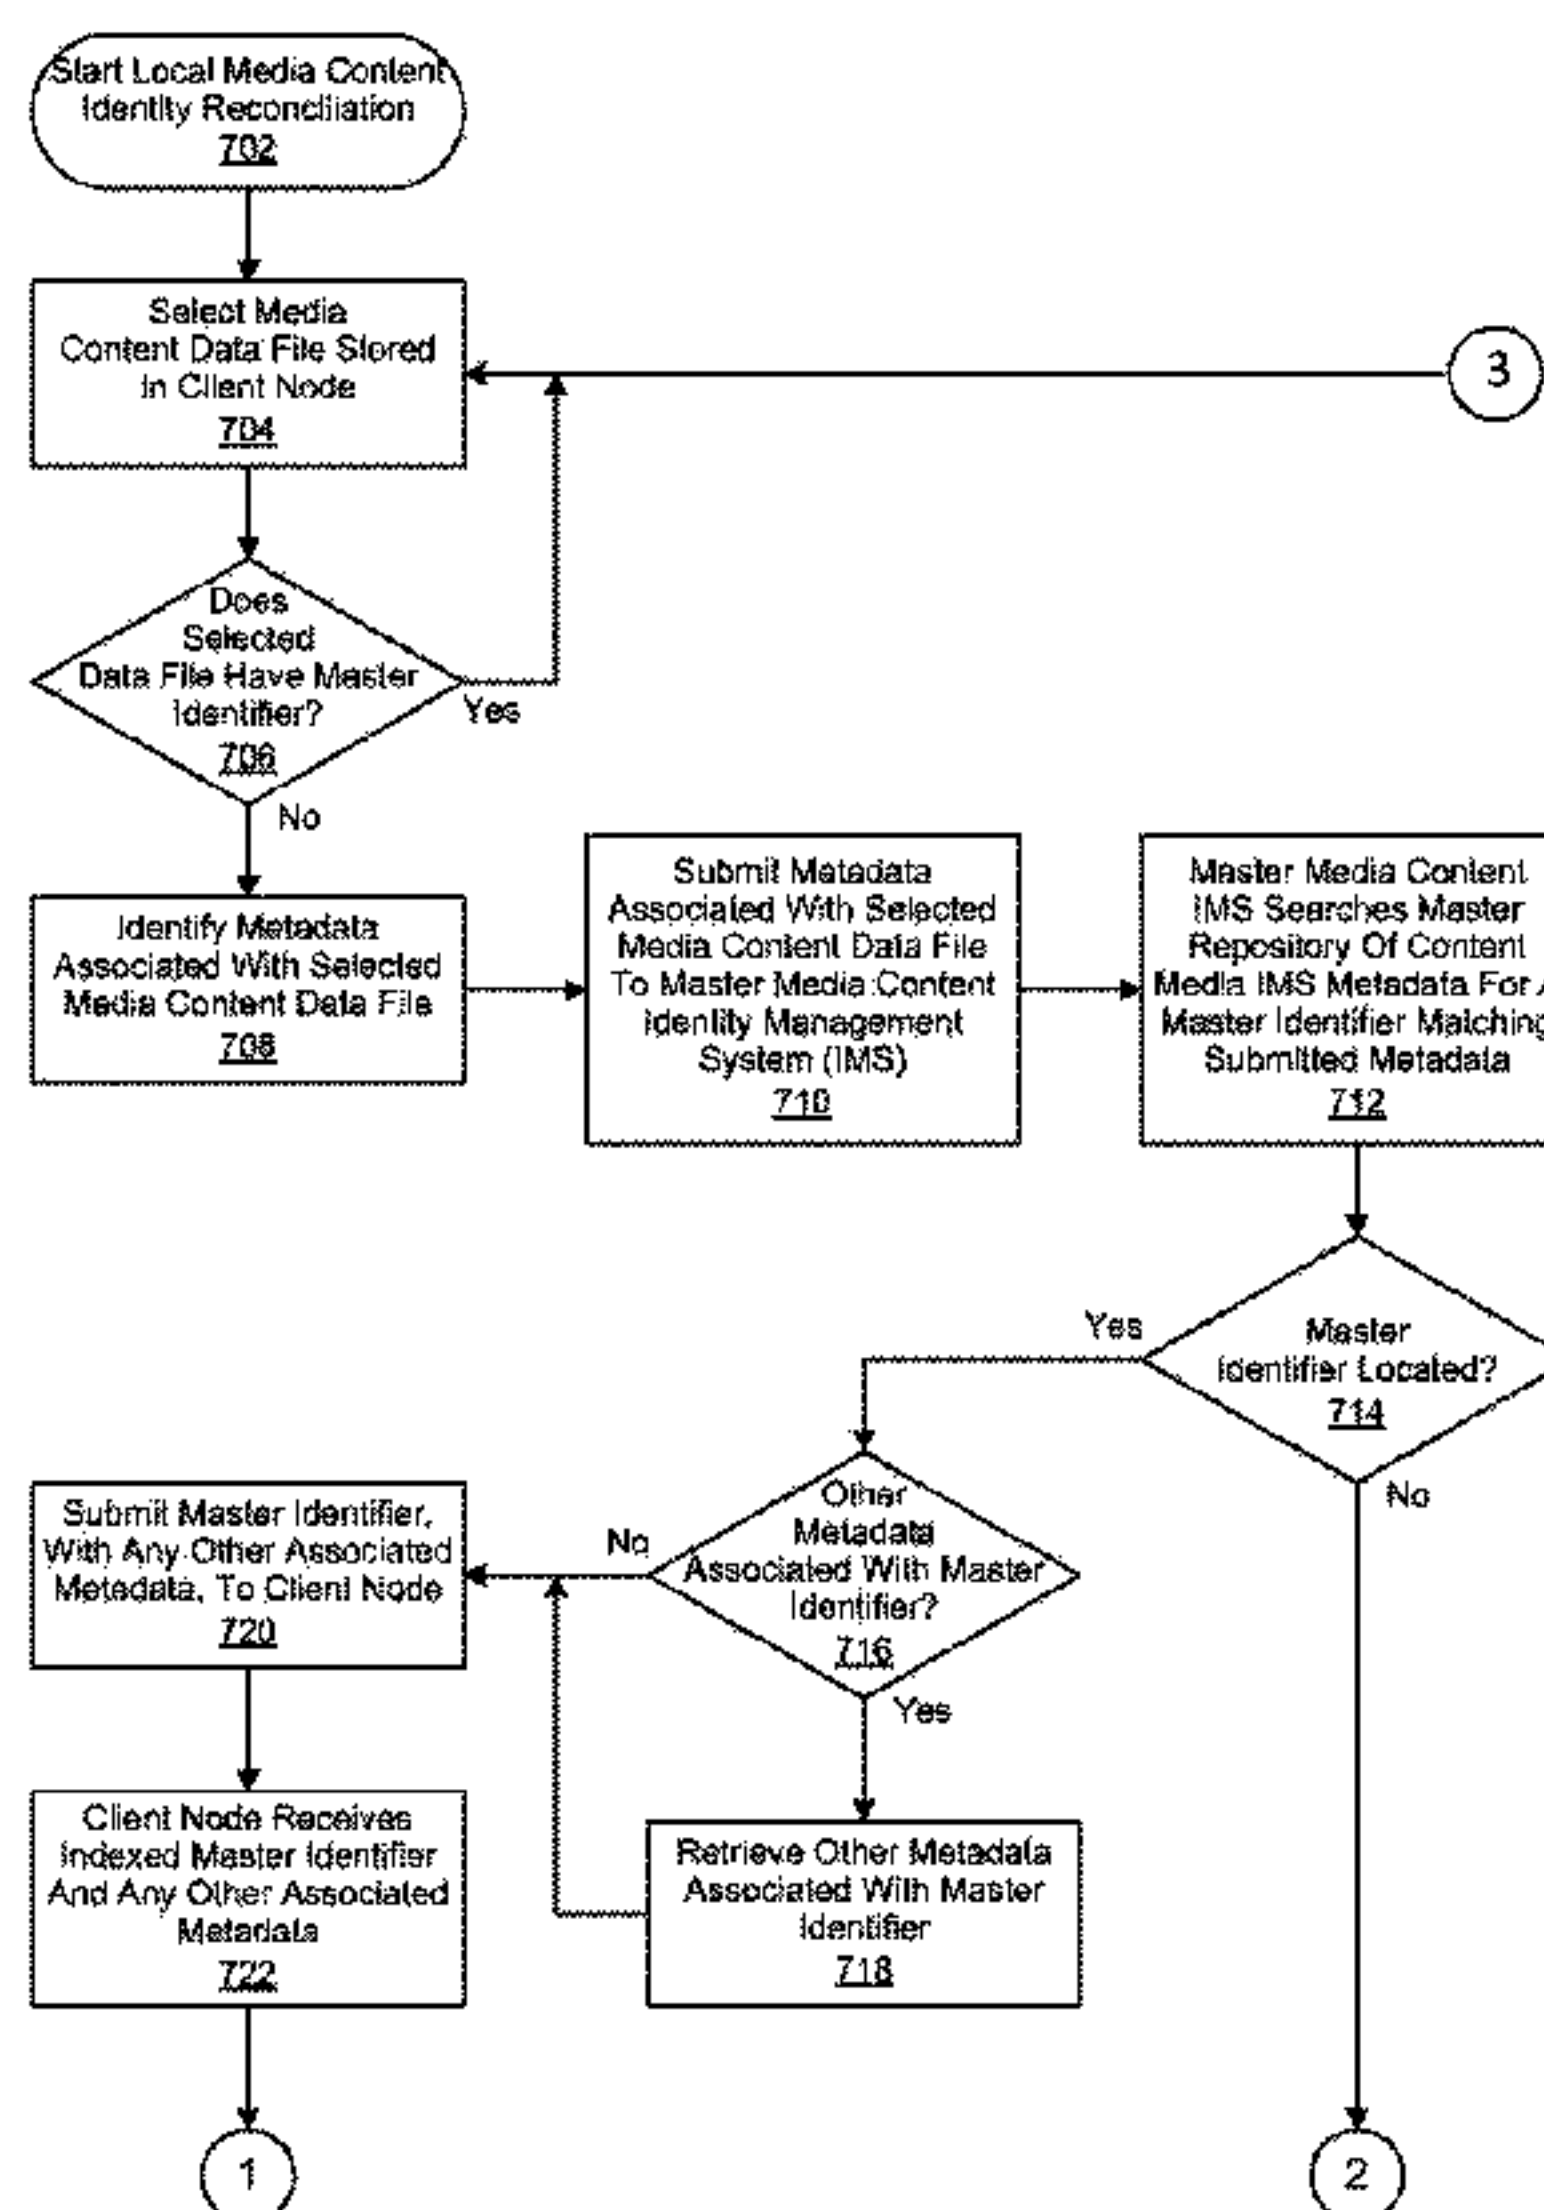 Start Local Media Content
Identity Reconciliation
702
Select Media
Content Data File Stored
In Client Node
704
3
Does
Selected
Data File Have Master
Identifier?
706
Yes
No
Identify Metadata
Associated With Selected
Media Content Data File
708
Submit Metadata
Associated With Selected
Media Content Data File
To Master Media Content
Identity Management
System (IMS)
710
Master Media Content
IMS Searches Master
Repository Of Content
Media IMS Metadata For
Master Identifier Matching
Submitted Metadata
712
Master
Identifier Located?
714
Yes
No
Other
Metadata
Associated With Master
Identifier?
716
No
Yes
Submit Master Identifier,
With Any Other Associated
Metadata, To Client Node
720
Retrieve Other Metadata
Associated With Master
Identifier
718
Client Node Receives
Indexed Master Identifier
And Any Other Associated
Metadata
722
1
2